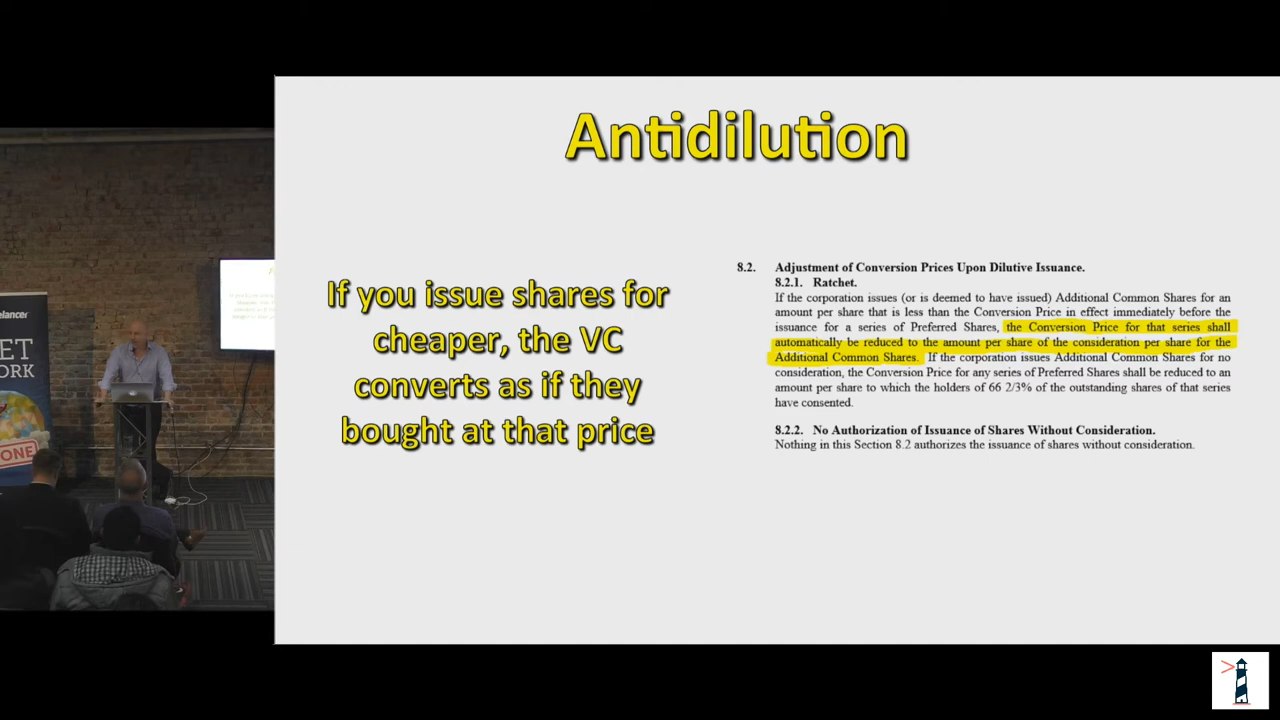 Antidilution
If you issue shares for
cheaper, the VC
converts as if they
bought at that price
8.2. Adjustment of Conversion Prices Upon Dilutive Issuance.
8.2.1. Ratchet.
If the corporation issues (or is deemed to have issued) Additional Common Shares for an
amount per share that is less than the Conversion Price in effect immediately before the
issuance for a series of Preferred Shares, the Conversion Price for that series shall
automatically be reduced to the amount per share of the consideration per share for the
Additional Common Shares. If the corporation issues Additional Common Shares for no
consideration, the Conversion Price for any series of Preferred Shares shall be reduced to an
amount per share to which the holders of 66 2/3% of the outstanding shares of that series
have consented.
8.2.2. No Authorization of Issuance of Shares Without Consideration.
Nothing in this Section 8.2 authorizes the issuance of shares without consideration.
elancer
ET
ORK
ONE